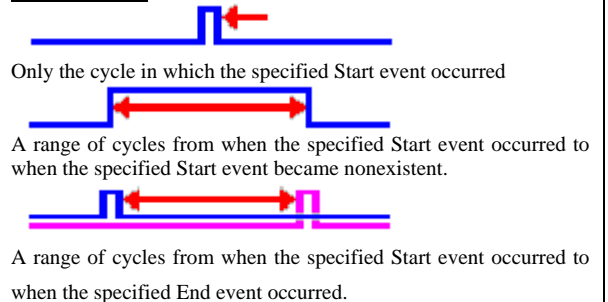 Only the cycle in which the specified Start event occurred
A range of cycles from when the specified Start event occurred to
when the specified Start event became nonexistent.
A range of cycles from when the specified Start event occurred to
when the specified End event occurred.